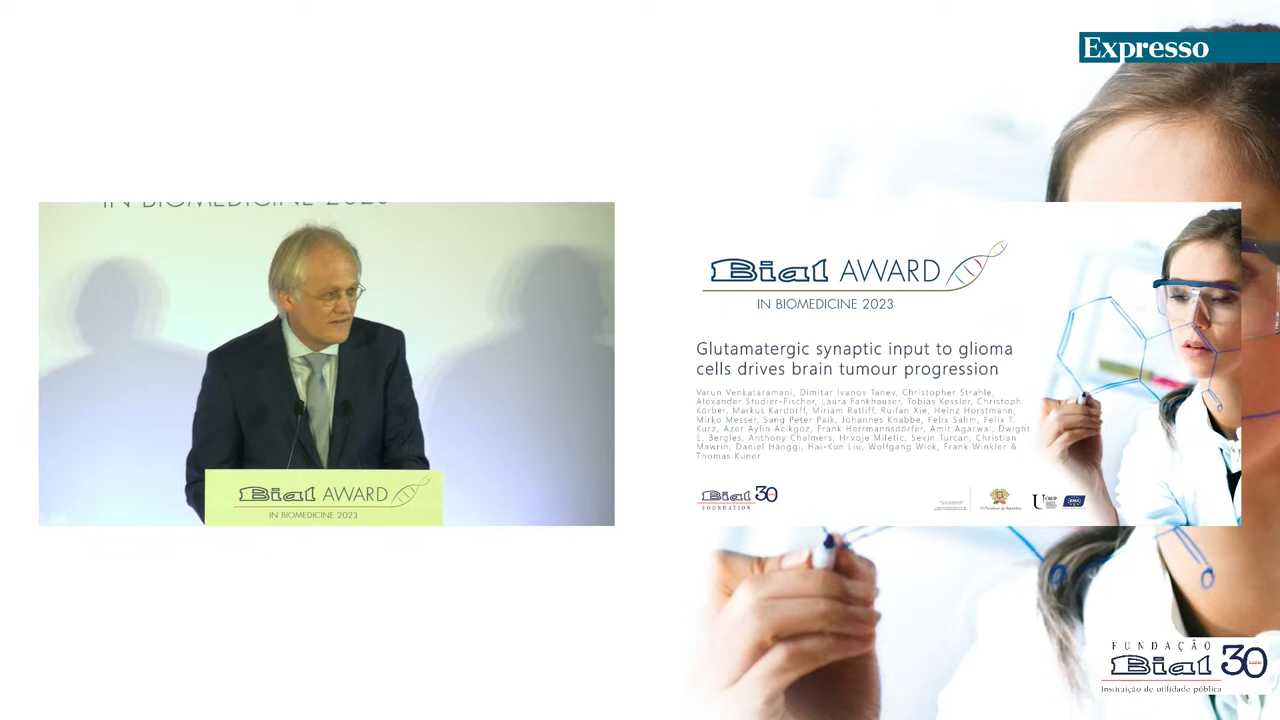 Expresso
IN BIOMEDICINE 2023
Bial AWARD
IN BIOMEDICINE 2023
Bial AWARD
IN BIOMEDICINE 2023
Glutamatergic synaptic input to glioma
cells drives brain tumour progression
Varun Venkataramani, Dimitar Ivanov Tanev, Christopher Strahle,
Alexander Studier-Fischer, Laura Fankhauser, Tobias Kessler, Christoph
Körber, Markus Kardorff, Miriam Ratliff, Ruifan Xie, Heinz Horstmann,
Mirko Messer, Sang Peter Paik, Johannes Knabbe, Felix Sahm, Felix T.
Kurz, Azer Aylin Acikgöz, Frank Herrmannsdörfer, Amit Agarwal, Dwight
E. Bergles, Anthony Chalmers, Hrvoje Miletic, Sevin Turcan, Christian
Mawrin, Daniel Hänggi, Hai-Kun Liu, Wolfgang Wick, Frank Winkler &
Thomas Kuner
Bial 30
FOUNDATION
O Presidente da República
CRUP
FUNDAÇÃO
Bial 30
Instituição de utilidade pública